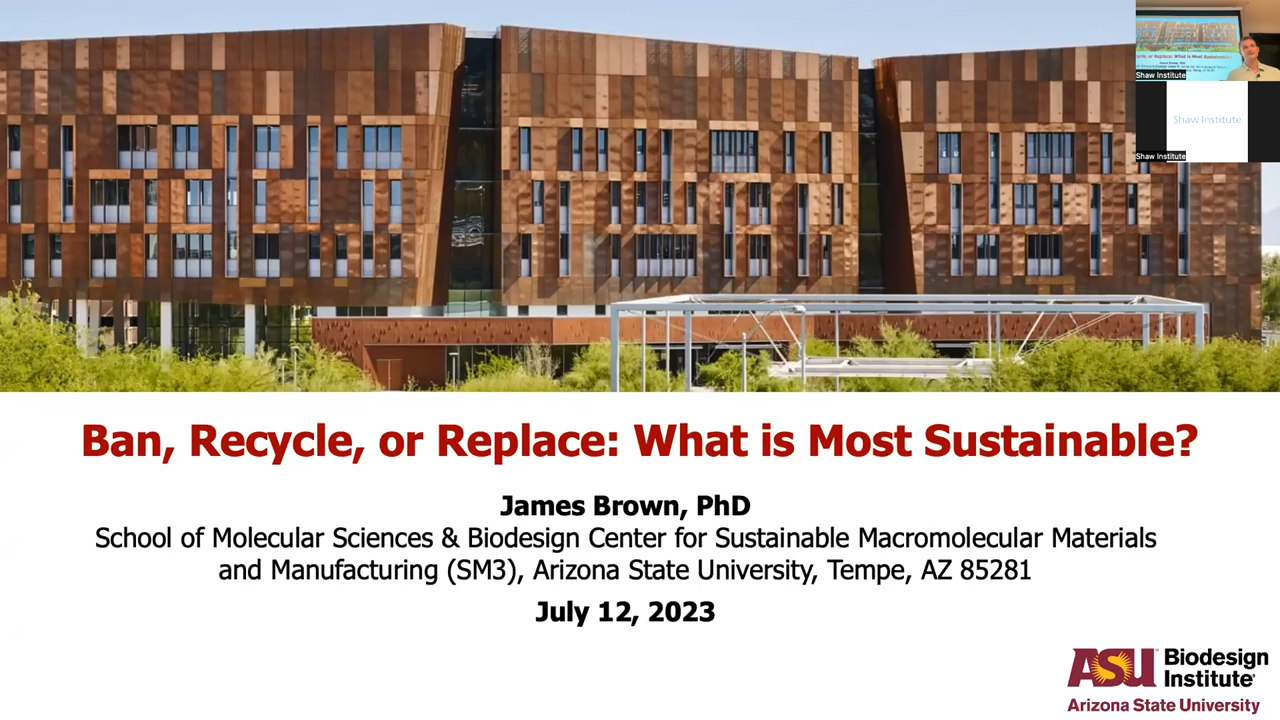 Shaw Institute
Shaw Institute
Shaw Institute
Ban, Recycle, or Replace: What is Most Sustainable?
James Brown, PhD
School of Molecular Sciences & Biodesign Center for Sustainable Macromolecular Materials
and Manufacturing (SM3), Arizona State University, Tempe, AZ 85281
July 12, 2023
ASU Biodesign
Institute
Arizona State University